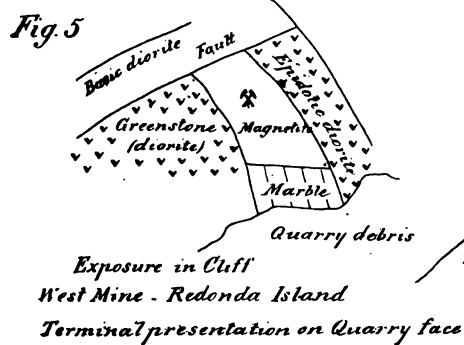 Fig. 5
Basic diorite
Fault
Epidotic diorite
Greenstone
(diorite)
Magnetite
Marble
Quarry debris
Exposure in Cliff
West Mine - Redonda Island
Terminal presentation on Quarry face